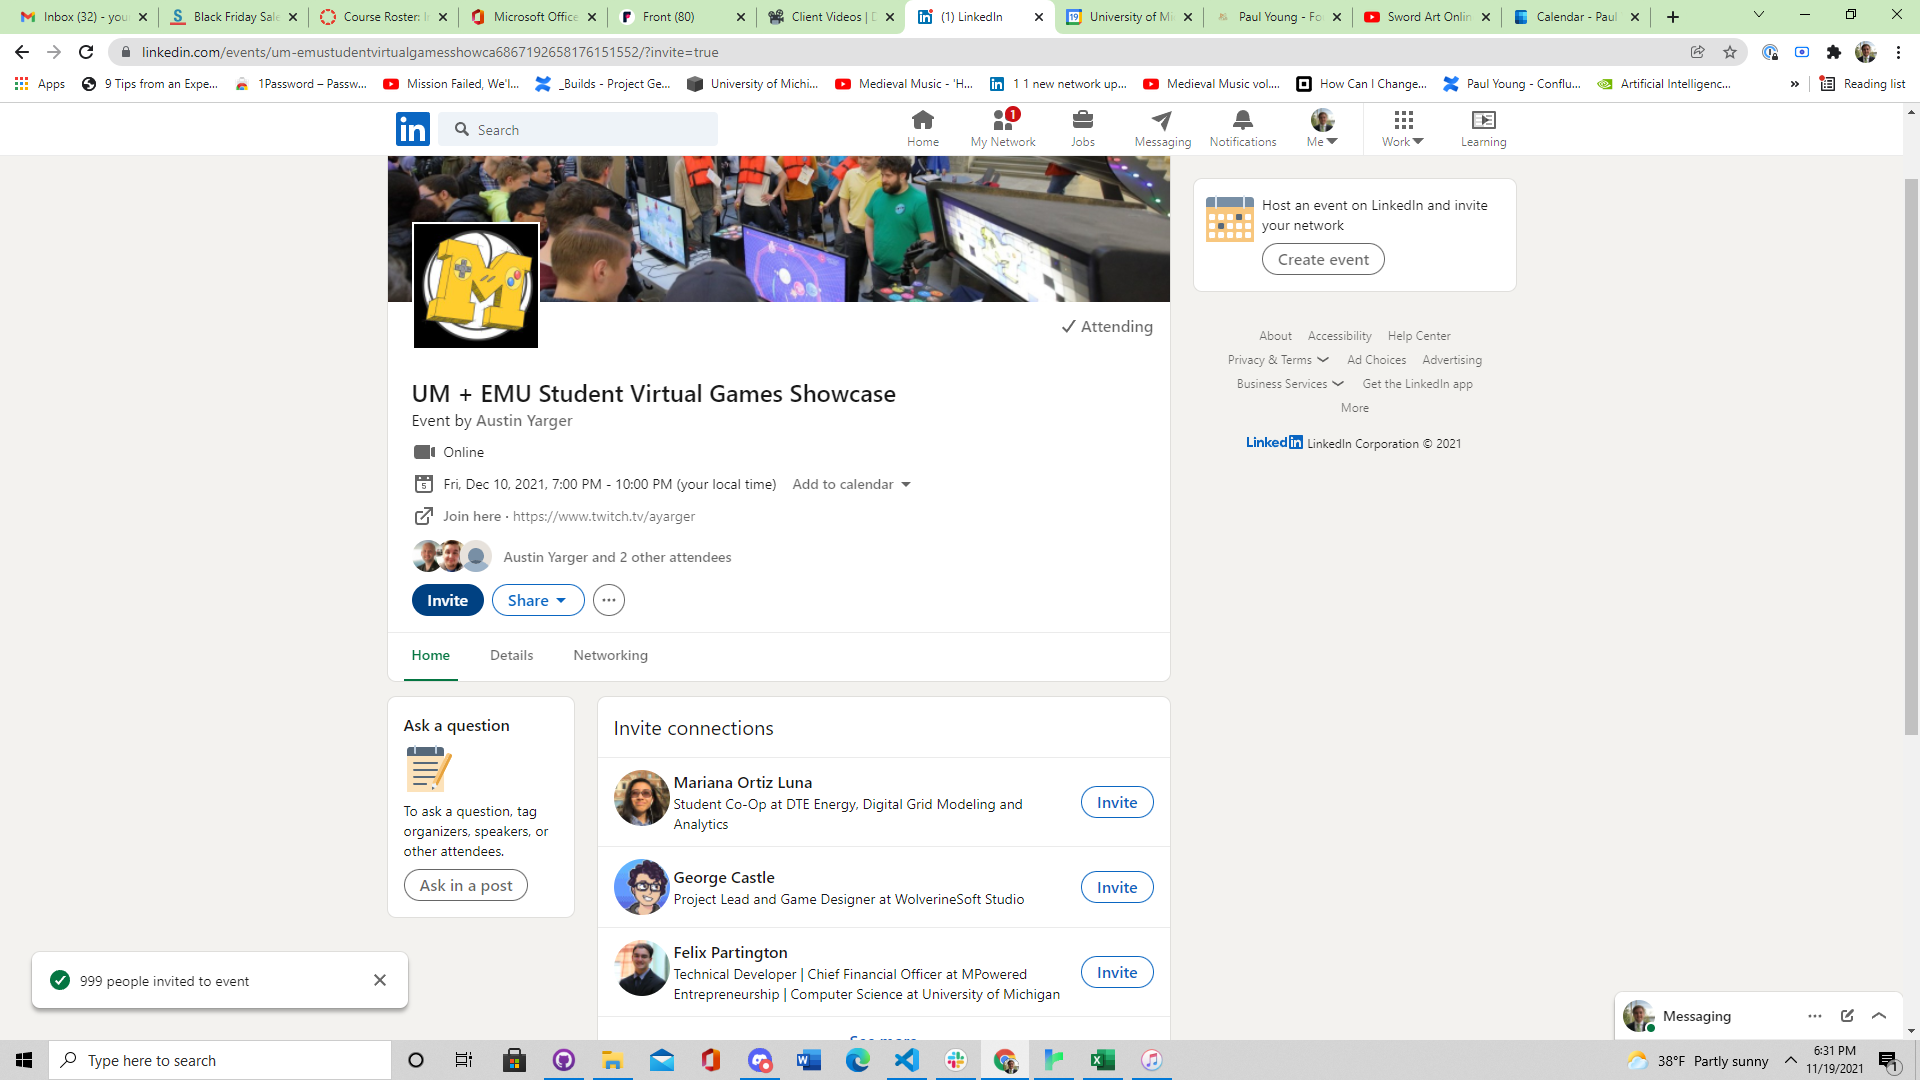 Inbox (32) - you
Black Friday Sale
Course Roster: I
Microsoft Office
Front (80)
Client Videos | D
(1) LinkedIn
University of Mi
Paul Young - Fo
Sword Art Onlin
Calendar - Paul
linkedin.com/events/um-emustudentvirtualgamesshowca6867192658176151552/?invite=true
Apps
9 Tips from an Expe...
1Password – Passw...
Mission Failed, We'l...
_Builds - Project Ge...
University of Michi...
Medieval Music - 'H...
1 1 new network up...
Medieval Music vol....
How Can I Change...
Paul Young - Conflu...
Artificial Intelligenc...
»
Reading list
in
Search
Home
1
My Network
Jobs
Messaging
Notifications
Me
Work
Learning
M
Attending
UM + EMU Student Virtual Games Showcase
Event by Austin Yarger
Online
Fri, Dec 10, 2021, 7:00 PM - 10:00 PM (your local time)
Add to calendar
Join here · https://www.twitch.tv/ayarger
Austin Yarger and 2 other attendees
Invite
Share
Home
Details
Networking
Host an event on LinkedIn and invite
your network
Create event
About
Accessibility
Help Center
Privacy & Terms
Ad Choices
Advertising
Business Services
Get the LinkedIn app
More
LinkedIn LinkedIn Corporation © 2021
Ask a question
To ask a question, tag
organizers, speakers, or
other attendees.
Ask in a post
Invite connections
Mariana Ortiz Luna
Student Co-Op at DTE Energy, Digital Grid Modeling and
Analytics
Invite
George Castle
Project Lead and Game Designer at WolverineSoft Studio
Invite
Felix Partington
Technical Developer | Chief Financial Officer at MPowered
Entrepreneurship | Computer Science at University of Michigan
Invite
See more
999 people invited to event
Messaging
Type here to search
38°F Partly sunny
6:31 PM
11/19/2021
1